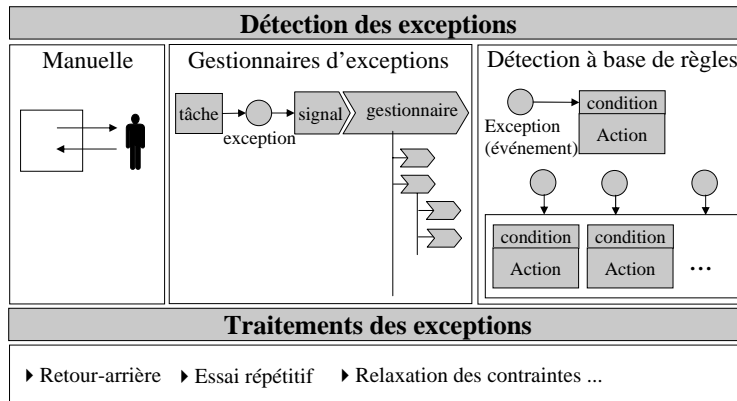 Détection des exceptions
Manuelle
Gestionnaires d'exceptions
tâche
exception
signal
gestionnaire
Détection à base de règles
Exception
(événement)
condition
Action
condition
Action
condition
Action
...
Traitements des exceptions
Retour-arrière
Essai répétitif
Relaxation des contraintes ...